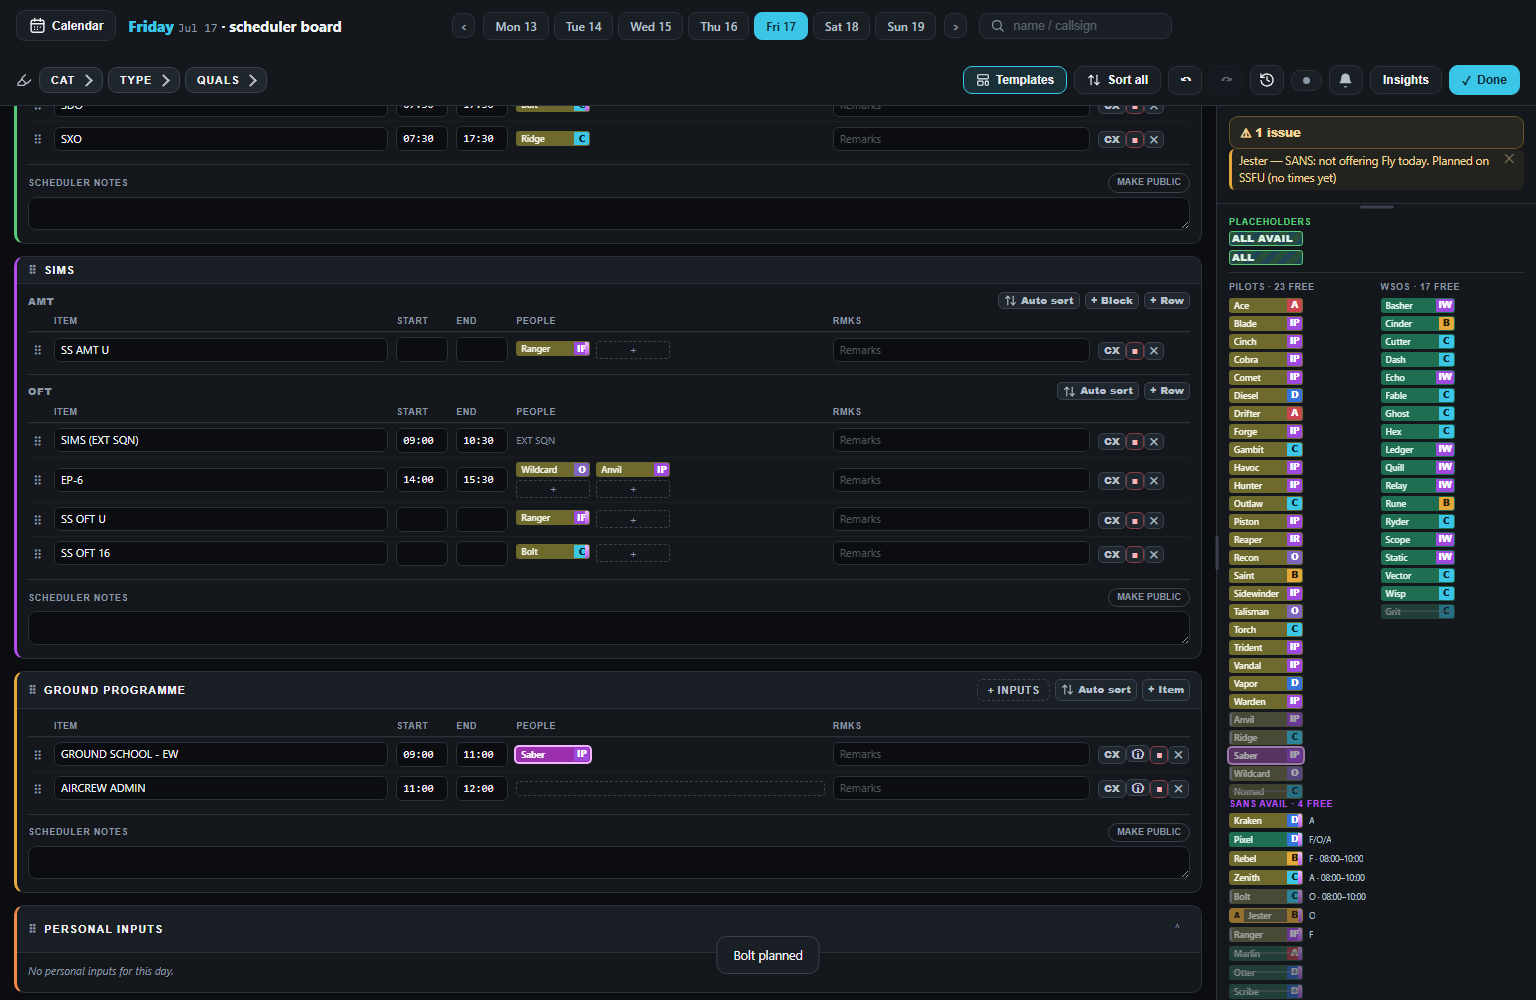 Calendar
Friday Jul 17 · scheduler board
‹ Mon 13 Tue 14 Wed 15 Thu 16 Fri 17 Sat 18 Sun 19 ›
name / callsign
CAT TYPE QUALS
Templates Sort all Insights ✓ Done
SDO 07:30 17:30 Bolt C CX
SXO 07:30 17:30 Ridge C Remarks CX
SCHEDULER NOTES MAKE PUBLIC
SIMS
AMT Auto sort + Block + Row
ITEM START END PEOPLE RMKS
SS AMT U Ranger IP + Remarks CX
OFT Auto sort + Row
ITEM START END PEOPLE RMKS
SIMS (EXT SQN) 09:00 10:30 EXT SQN Remarks CX
EP-6 14:00 15:30 Wildcard O Anvil IP + + Remarks CX
SS OFT U Ranger IP + Remarks CX
SS OFT 16 Bolt C + Remarks CX
SCHEDULER NOTES MAKE PUBLIC
GROUND PROGRAMME + INPUTS Auto sort + Item
ITEM START END PEOPLE RMKS
GROUND SCHOOL - EW 09:00 11:00 Saber IP Remarks CX
AIRCREW ADMIN 11:00 12:00 Remarks CX
SCHEDULER NOTES MAKE PUBLIC
PERSONAL INPUTS
No personal inputs for this day.
Bolt planned
⚠ 1 issue
Jester — SANS: not offering Fly today. Planned on
SSFU (no times yet)
PLACEHOLDERS
ALL AVAIL
ALL
PILOTS · 23 FREE
Ace A
Blade IP
Cinch IP
Cobra IP
Comet IP
Diesel D
Drifter A
Forge IP
Gambit C
Havoc IP
Hunter IP
Outlaw C
Piston IP
Reaper IR
Recon O
Saint B
Sidewinder IP
Talisman O
Torch C
Trident IP
Vandal IP
Vapor D
Warden IP
Anvil IP
Ridge C
Saber IP
Wildcard O
Nomad C
WSOS · 17 FREE
Basher IW
Cinder B
Cutter C
Dash C
Echo IW
Fable C
Ghost C
Hex C
Ledger IW
Quill IW
Relay IW
Rune B
Ryder C
Scope IW
Static IW
Vector C
Wisp C
Grit C
SANS AVAIL · 4 FREE
Kraken D A
Pixel D F/O/A
Rebel B F · 08:00–10:00
Zenith C A · 08:00–10:00
Bolt C O · 08:00–10:00
A Jester B O
Ranger IP F
Marlin A
Otter D
Scribe D